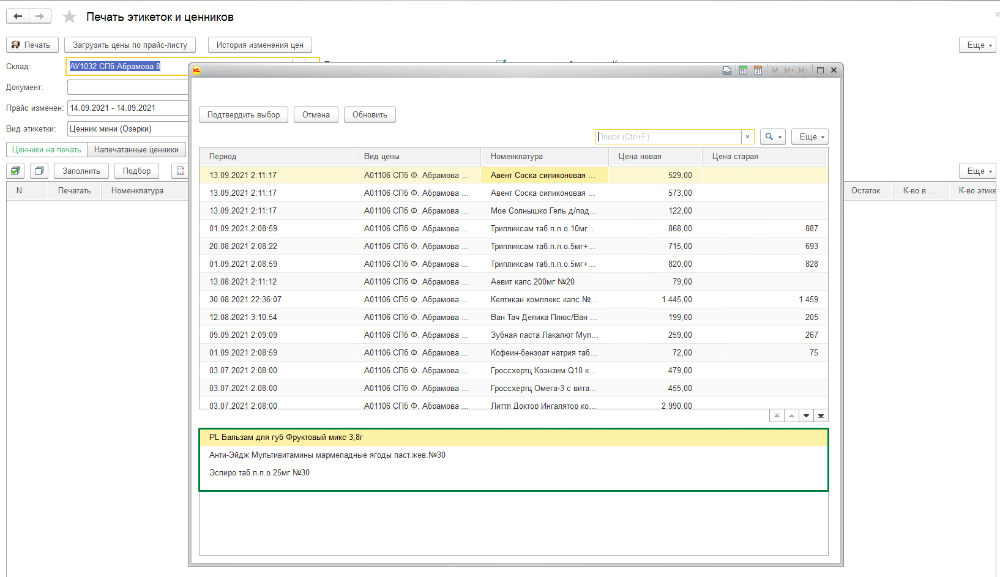 Печать этикеток и ценников
Печать Загрузить цены по прайс-листу История изменения цен Еще
Склад: АУ1032 СПб Абрамова 8
Документ:
Прайс изменен: 14.09.2021 - 14.09.2021
Вид этикетки: Ценник мини (Озерки)
Ценники на печать Напечатанные ценники
Заполнить Подбор Еще
N Печатать Номенклатура Остаток К-во в ... К-во этике
M M+ M-
Подтвердить выбор Отмена Обновить
Поиск (Ctrl+F) × Еще
Период Вид цены Номенклатура Цена новая Цена старая
13.09.2021 2:11:17 А01106 СПб Ф. Абрамова ... Авент Соска силиконовая ... 529,00
13.09.2021 2:11:17 А01106 СПб Ф. Абрамова ... Авент Соска силиконовая ... 573,00
13.09.2021 2:11:17 А01106 СПб Ф. Абрамова ... Мое Солнышко Гель д/под... 122,00
01.09.2021 2:08:59 А01106 СПб Ф. Абрамова ... Трипликсам таб.п.п.о.10мг... 868,00 887
20.08.2021 2:08:22 А01106 СПб Ф. Абрамова ... Трипликсам таб.п.п.о.5мг+... 715,00 693
01.09.2021 2:08:59 А01106 СПб Ф. Абрамова ... Трипликсам таб.п.п.о.5мг+... 820,00 828
13.08.2021 2:11:12 А01106 СПб Ф. Абрамова ... Аевит капс.200мг №20 79,00
30.08.2021 22:36:07 А01106 СПб Ф. Абрамова ... Келтикан комплекс капс.№... 1 445,00 1 459
12.08.2021 3:10:54 А01106 СПб Ф. Абрамова ... Ван Тач Делика Плюс/Ван ... 199,00 205
09.09.2021 2:09:09 А01106 СПб Ф. Абрамова ... Зубная паста Лакалют Мул... 259,00 267
01.09.2021 2:08:59 А01106 СПб Ф. Абрамова ... Кофеин-бензоат натрия таб... 72,00 75
03.07.2021 2:08:00 А01106 СПб Ф. Абрамова ... Гроссхертц Коэнзим Q10 к... 479,00
03.07.2021 2:08:00 А01106 СПб Ф. Абрамова ... Гроссхертц Омега-3 с вита... 455,00
03.07.2021 2:08:00 А01106 СПб Ф. Абрамова ... Литтл Доктор Ингалятор ко... 2 990,00
PL Бальзам для губ Фруктовый микс 3,8г
Анти-Эйдж Мультивитамины мармеладные ягоды паст.жев.№30
Эспиро таб.п.п.о.25мг №30